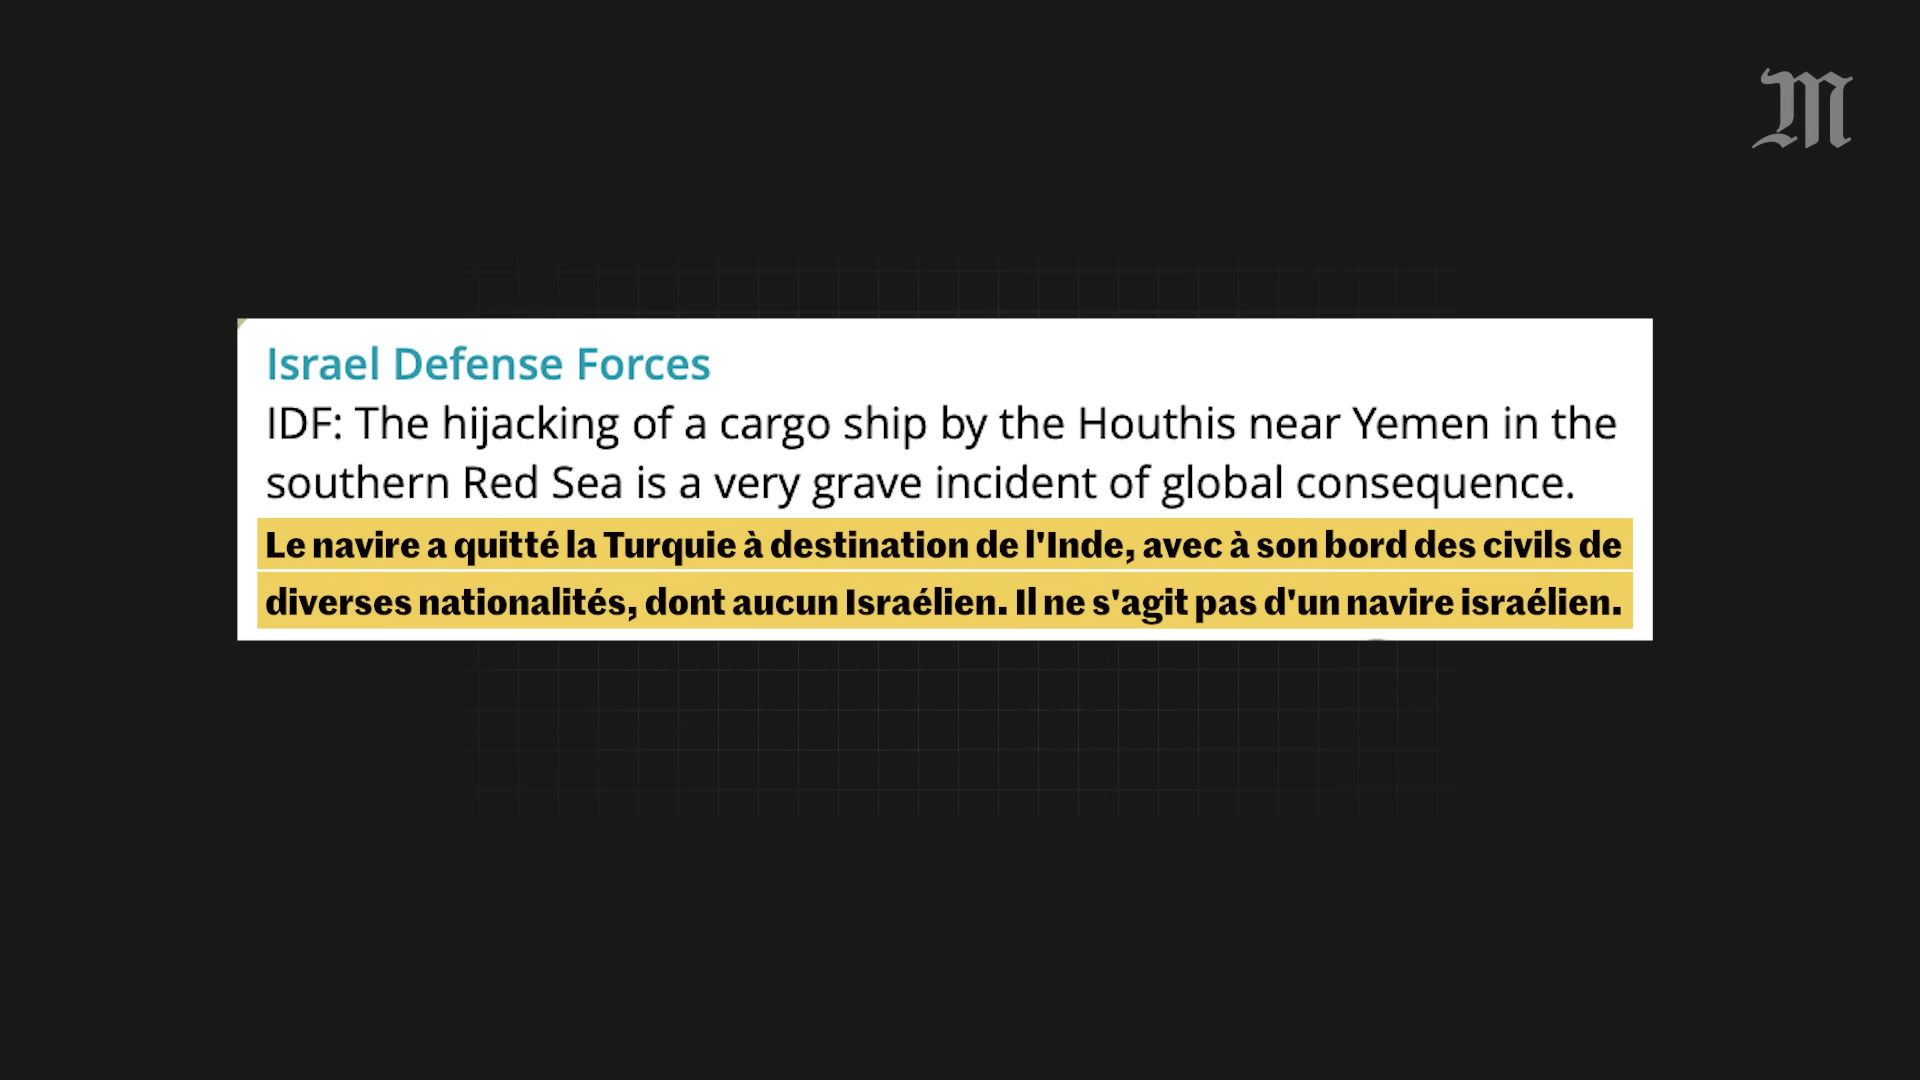 M
Israel Defense Forces
IDF: The hijacking of a cargo ship by the Houthis near Yemen in the
southern Red Sea is a very grave incident of global consequence.
Le navire a quitté la Turquie à destination de l'Inde, avec à son bord des civils de
diverses nationalités, dont aucun Israélien. Il ne s'agit pas d'un navire israélien.